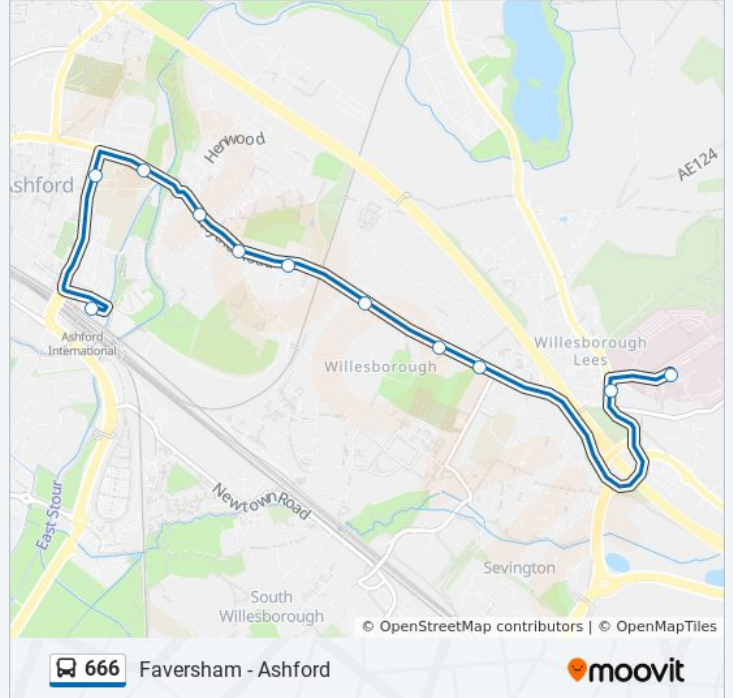 Henwood
AE124
Ashford
Ashford
International
Willesborough
Lees
Willesborough
Newtown Road
East Stour
Sevington
South
Willesborough
© OpenStreetMap contributors | © OpenMapTiles
666 Faversham - Ashford
moovit